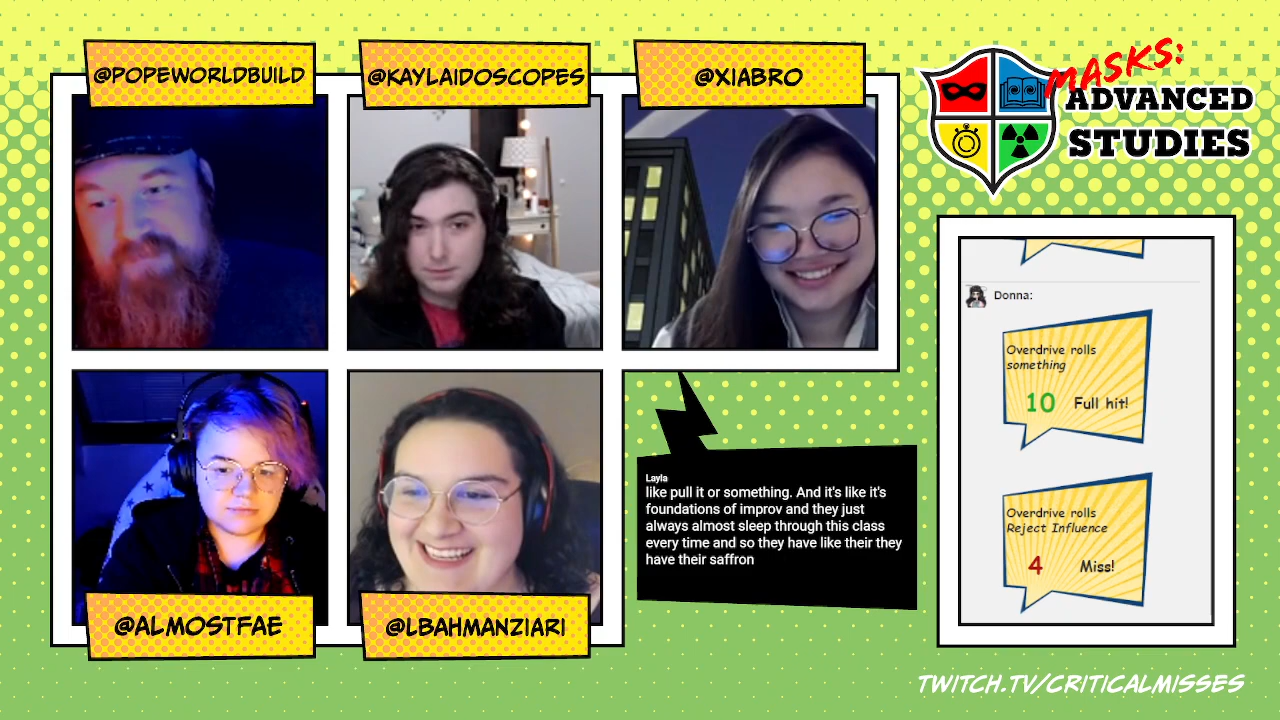 @POPEWORLDBUILD
@KAYLAIDOSCOPES
@XIABRO
MASKS:
ADVANCED
STUDIES
Donna:
Overdrive rolls
something
10 Full hit!
Overdrive rolls
Reject Influence
4 Miss!
Layla
like pull it or something. And it's like it's
foundations of improv and they just
always almost sleep through this class
every time and so they have like their they
have their saffron
@ALMOSTFAE
@LBAHMANZIARI
TWITCH.TV/CRITICALMISSES